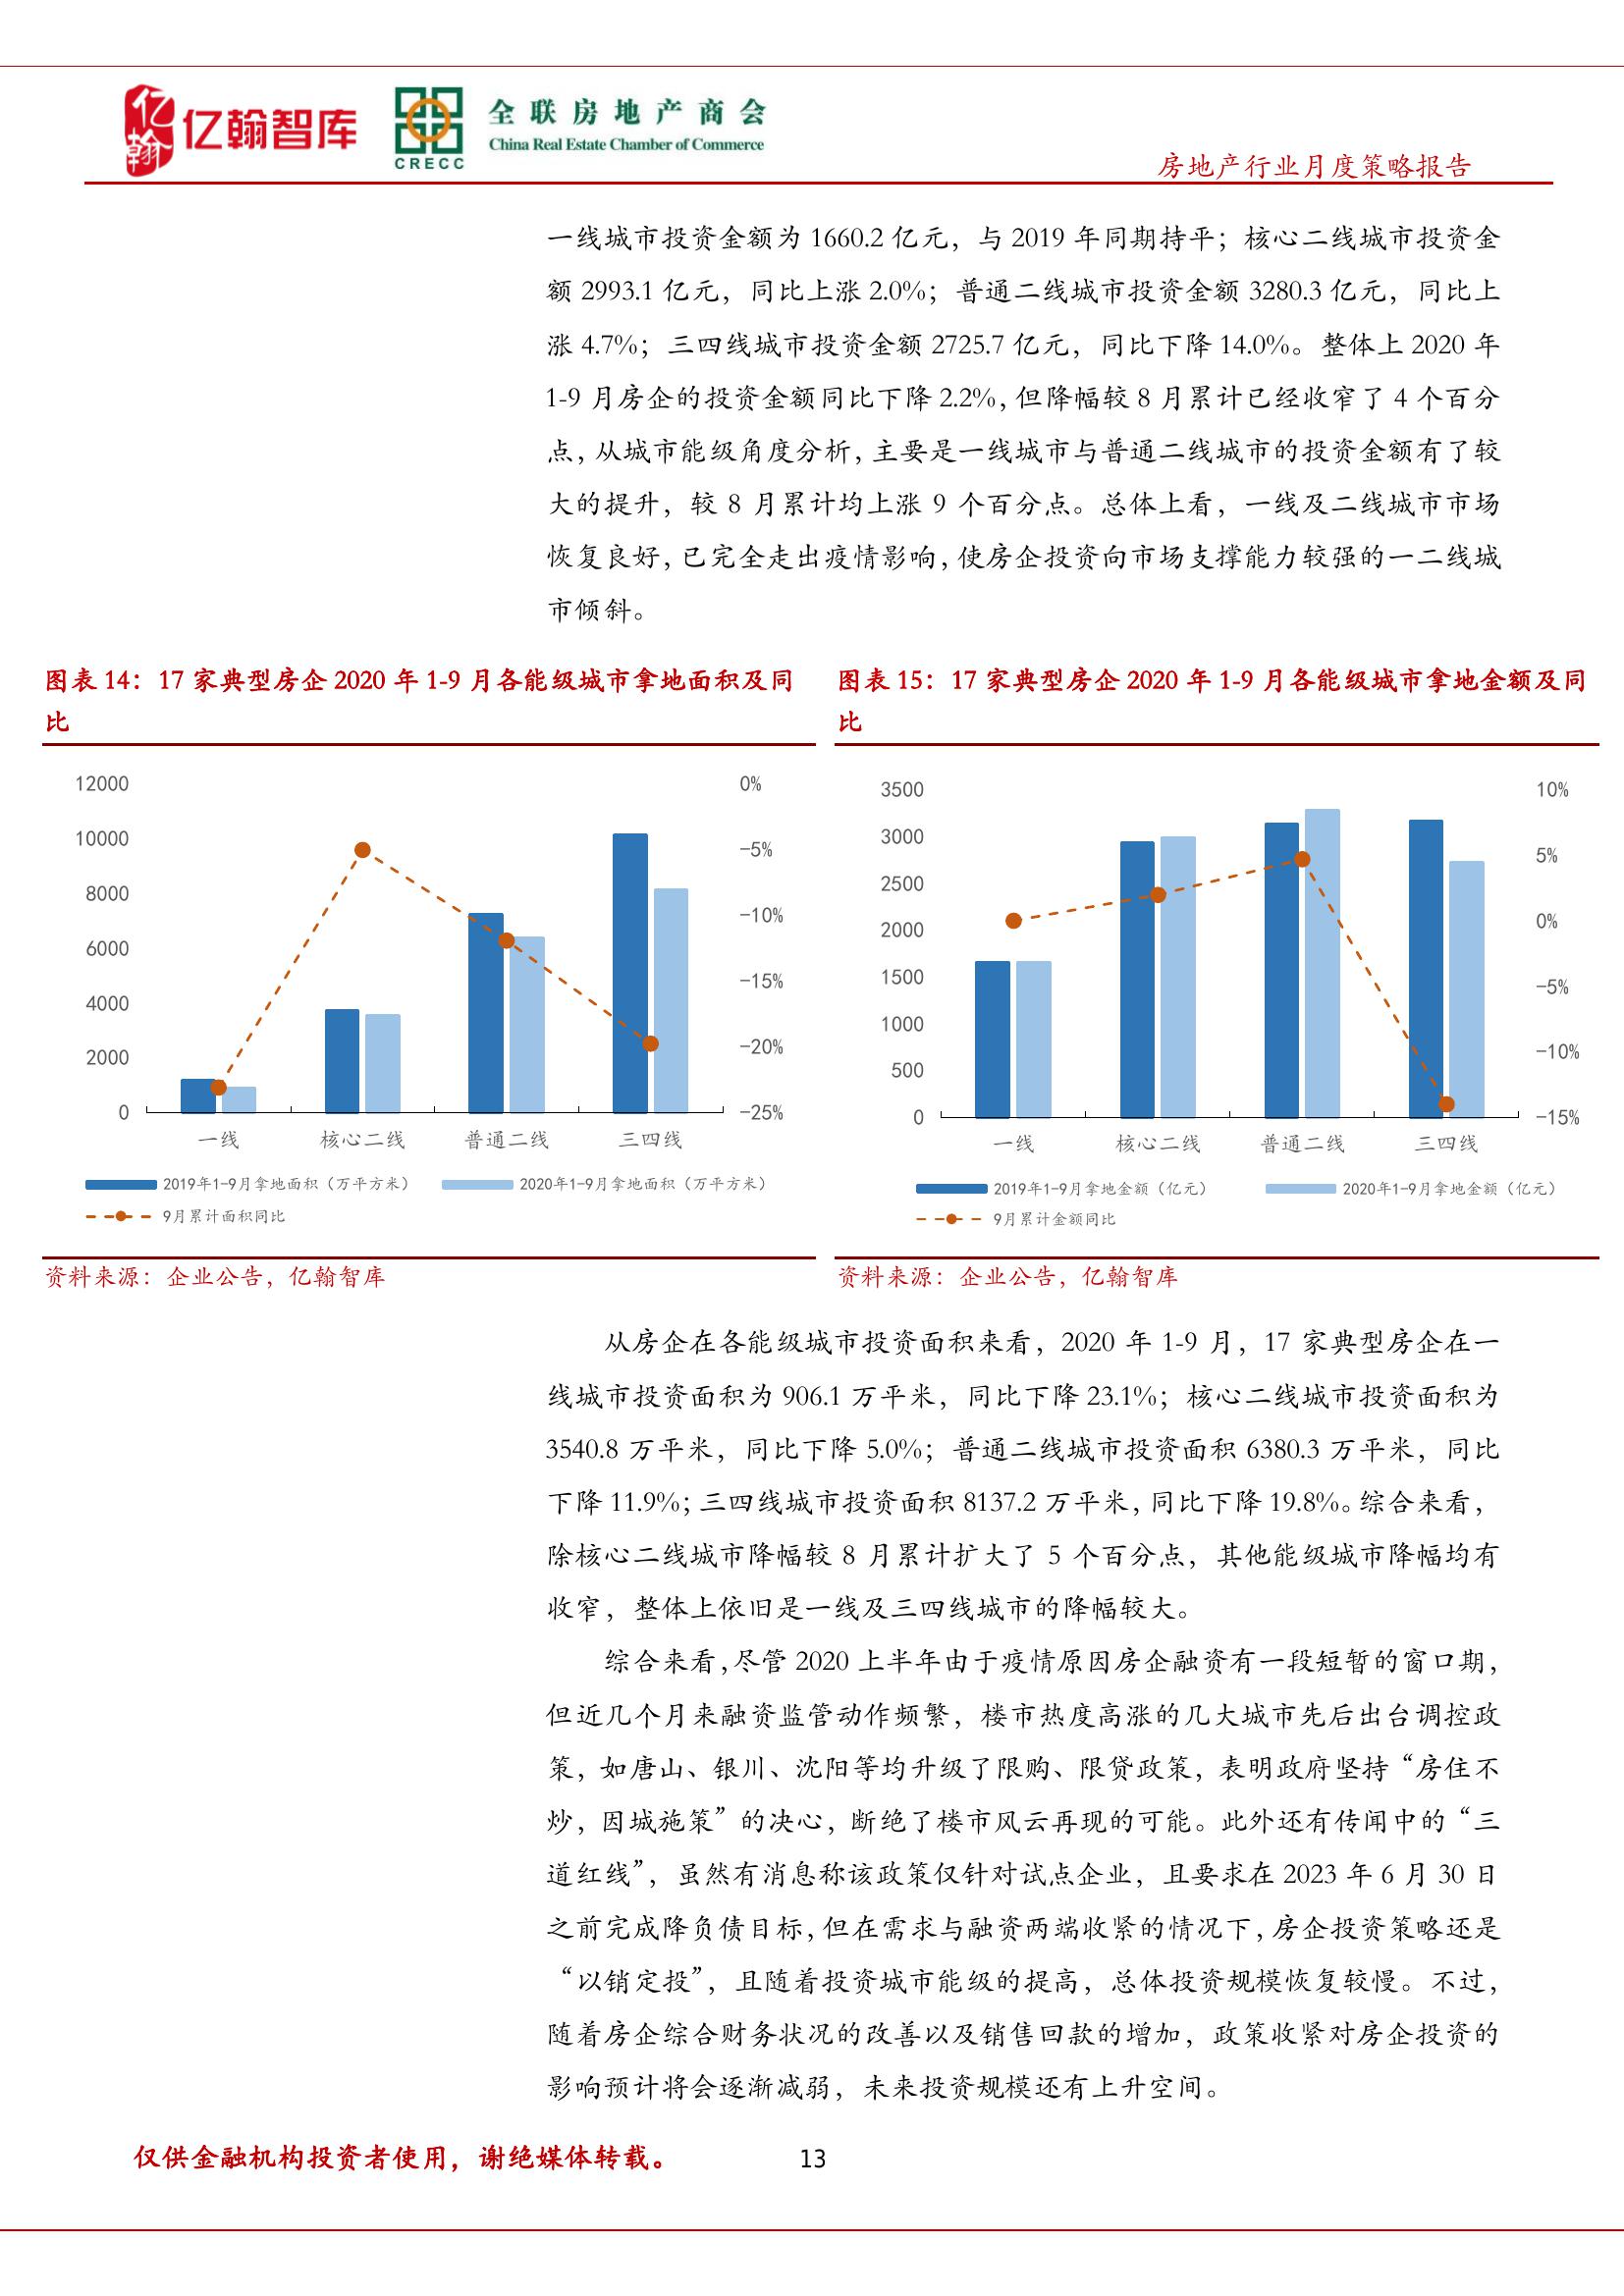 亿翰
亿翰智库
CRECC
全联房地产商会
China Real Estate Chamber of Commerce
房地产行业月度策略报告
一线城市投资金额为 1660.2 亿元，与 2019 年同期持平；核心二线城市投资金
额 2993.1 亿元，同比上涨 2.0%；普通二线城市投资金额 3280.3 亿元，同比上
涨 4.7%；三四线城市投资金额 2725.7 亿元，同比下降 14.0%。整体上 2020 年
1-9 月房企的投资金额同比下降 2.2%，但降幅较 8 月累计已经收窄了 4 个百分
点，从城市能级角度分析，主要是一线城市与普通二线城市的投资金额有了较
大的提升，较 8 月累计均上涨 9 个百分点。总体上看，一线及二线城市市场
恢复良好，已完全走出疫情影响，使房企投资向市场支撑能力较强的一二线城
市倾斜。
图表 14：17 家典型房企 2020 年 1-9 月各能级城市拿地面积及同
比
12000
10000
8000
6000
4000
2000
0
0%
-5%
-10%
-15%
-20%
-25%
一线
核心二线
普通二线
三四线
2019年1-9月拿地面积（万平方米）
2020年1-9月拿地面积（万平方米）
9月累计面积同比
资料来源：企业公告，亿翰智库
图表 15：17 家典型房企 2020 年 1-9 月各能级城市拿地金额及同
比
3500
3000
2500
2000
1500
1000
500
0
10%
5%
0%
-5%
-10%
-15%
一线
核心二线
普通二线
三四线
2019年1-9月拿地金额（亿元）
2020年1-9月拿地金额（亿元）
9月累计金额同比
资料来源：企业公告，亿翰智库
从房企在各能级城市投资面积来看，2020 年 1-9 月，17 家典型房企在一
线城市投资面积为 906.1 万平米，同比下降 23.1%；核心二线城市投资面积为
3540.8 万平米，同比下降 5.0%；普通二线城市投资面积 6380.3 万平米，同比
下降 11.9%；三四线城市投资面积 8137.2 万平米，同比下降 19.8%。综合来看，
除核心二线城市降幅较 8 月累计扩大了 5 个百分点，其他能级城市降幅均有
收窄，整体上依旧是一线及三四线城市的降幅较大。
综合来看，尽管 2020 上半年由于疫情原因房企融资有一段短暂的窗口期，
但近几个月来融资监管动作频繁，楼市热度高涨的几大城市先后出台调控政
策，如唐山、银川、沈阳等均升级了限购、限贷政策，表明政府坚持“房住不
炒，因城施策”的决心，断绝了楼市风云再现的可能。此外还有传闻中的“三
道红线”，虽然有消息称该政策仅针对试点企业，且要求在 2023 年 6 月 30 日
之前完成降负债目标，但在需求与融资两端收紧的情况下，房企投资策略还是
“以销定投”，且随着投资城市能级的提高，总体投资规模恢复较慢。不过，
随着房企综合财务状况的改善以及销售回款的增加，政策收紧对房企投资的
影响预计将会逐渐减弱，未来投资规模还有上升空间。
仅供金融机构投资者使用，谢绝媒体转载。
13